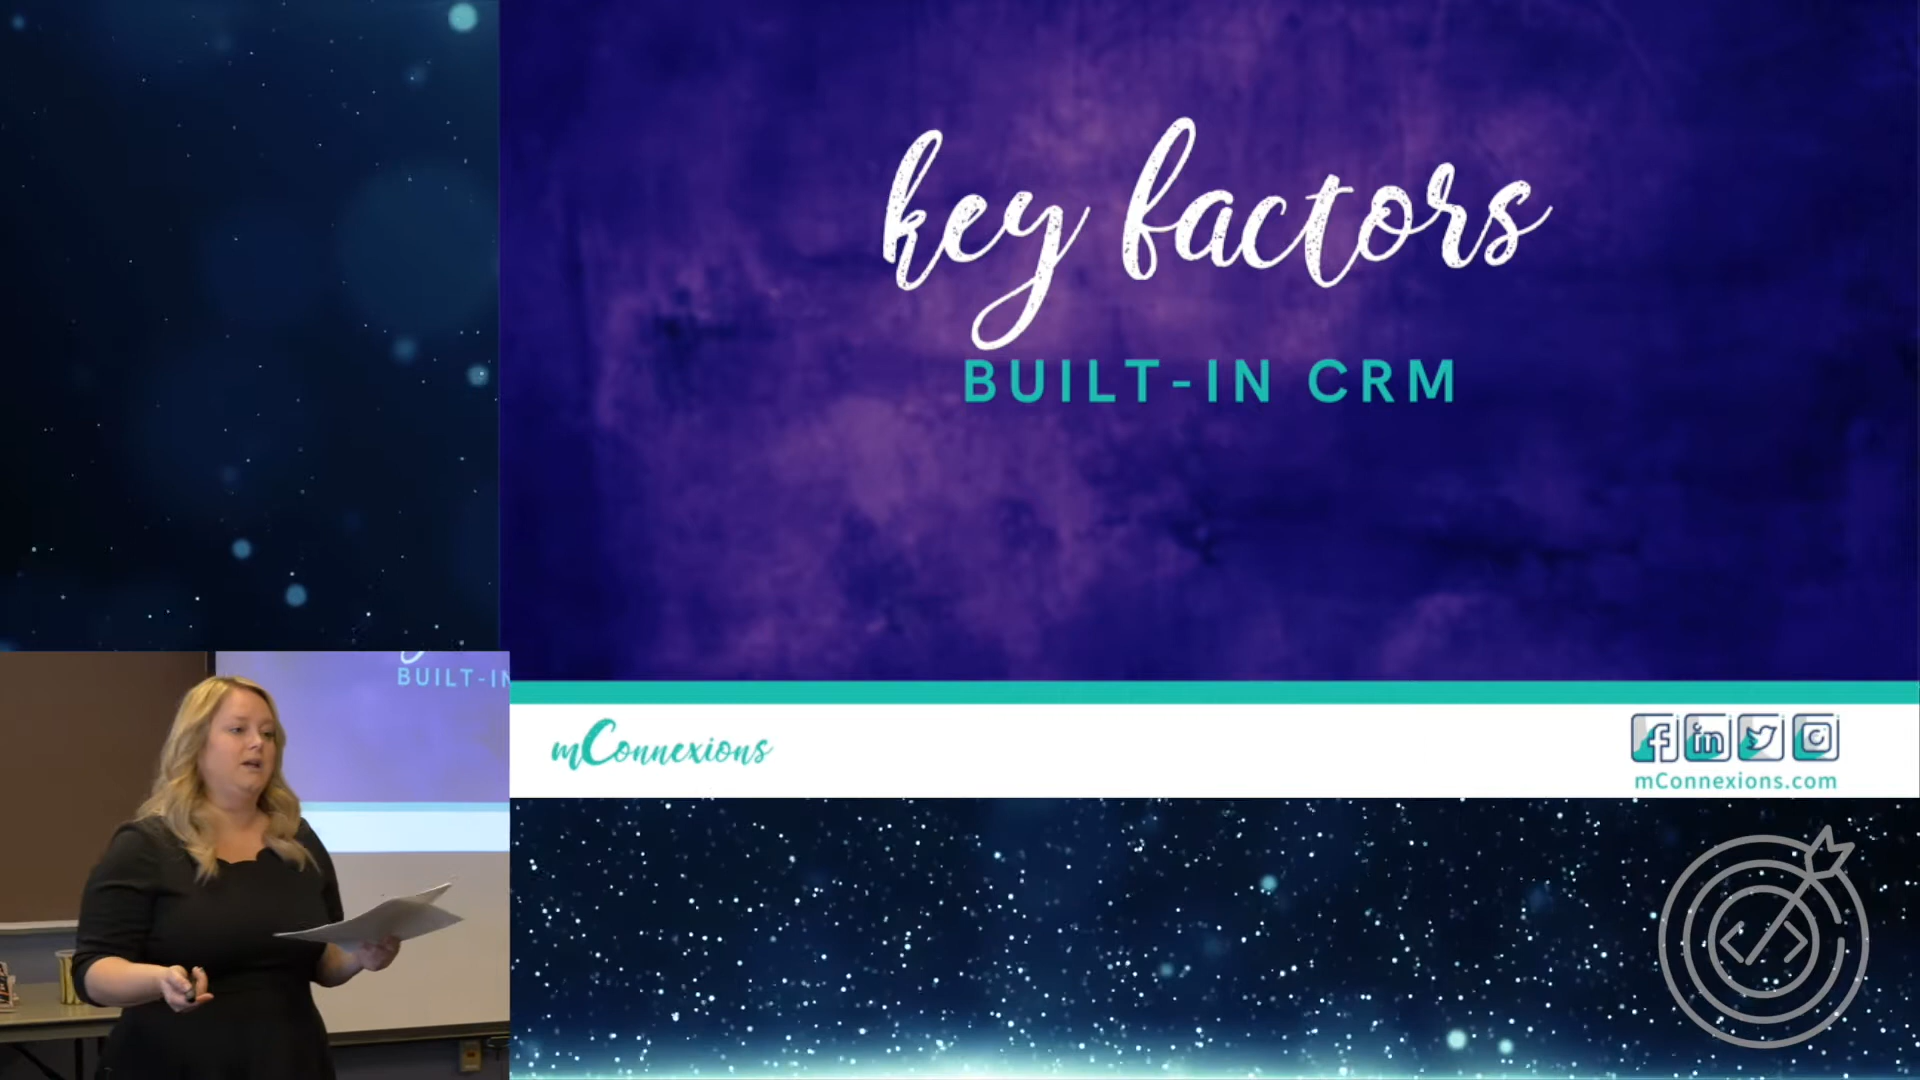 key factors
BUILT-IN CRM
BUILT-IN
mConnexions
mConnexions.com